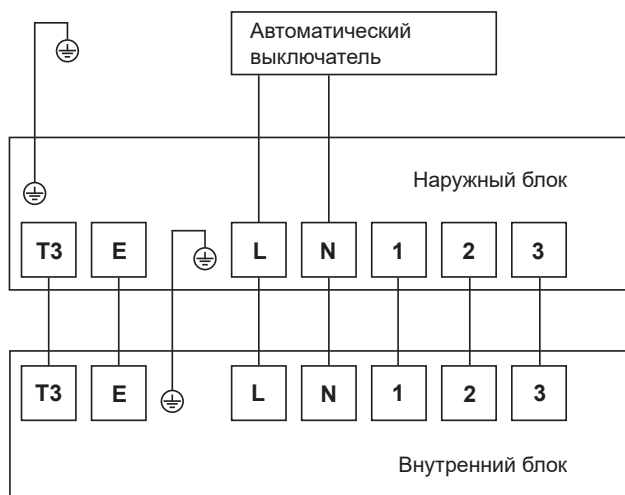 Автоматический
выключатель
Наружный блок
T3 E L N 1 2 3
T3 E L N 1 2 3
Внутренний блок